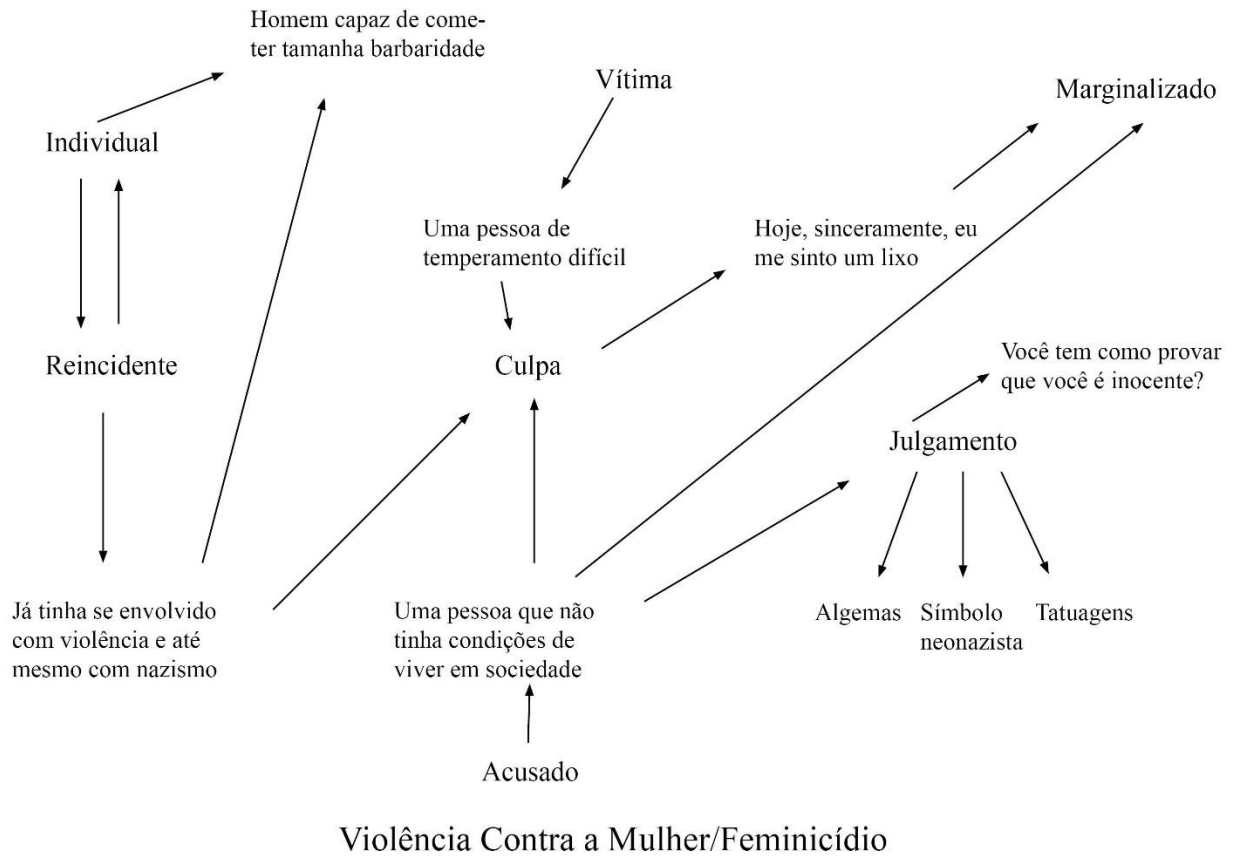 Homem capaz de come-
ter tamanha barbaridade
Vítima
Marginalizado
Individual
Uma pessoa de
temperamento difícil
Hoje, sinceramente, eu
me sinto um lixo
Reincidente
Culpa
Você tem como provar
que você é inocente?
Julgamento
Já tinha se envolvido
com violência e até
mesmo com nazismo
Uma pessoa que não
tinha condições de
viver em sociedade
Algemas
Símbolo
neonazista
Tatuagens
Acusado
Violência Contra a Mulher/Feminicídio